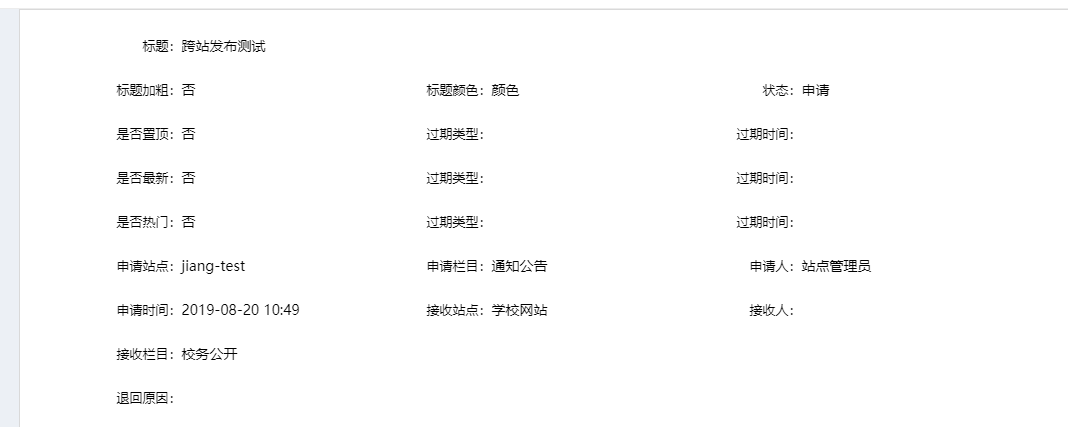 标题：跨站发布测试
标题加粗：否 标题颜色：颜色 状态：申请
是否置顶：否 过期类型： 过期时间：
是否最新：否 过期类型： 过期时间：
是否热门：否 过期类型： 过期时间：
申请站点：jiang-test 申请栏目：通知公告 申请人：站点管理员
申请时间：2019-08-20 10:49 接收站点：学校网站 接收人：
接收栏目：校务公开
退回原因：